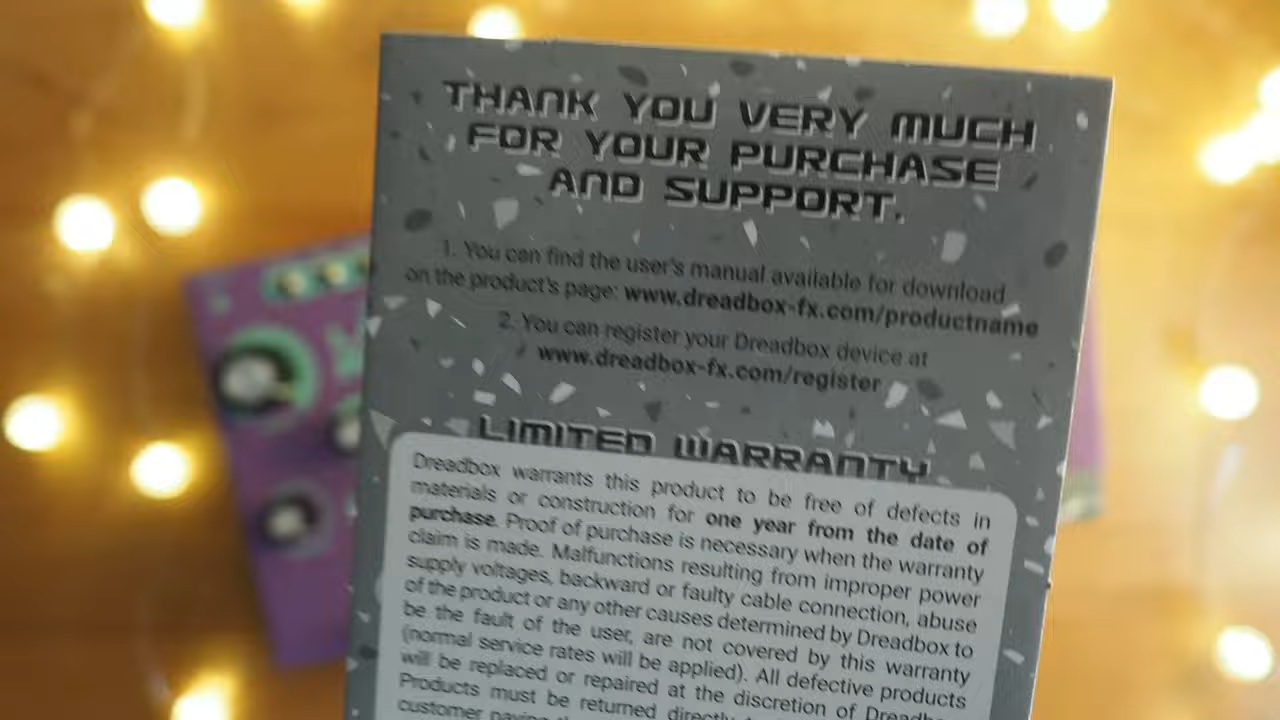 THANK YOU VERY MUCH
FOR YOUR PURCHASE
AND SUPPORT.
1. You can find the user's manual available for download
on the product's page: www.dreadbox-fx.com/productname
2. You can register your Dreadbox device at
www.dreadbox-fx.com/register
LIMITED WARRANTY
Dreadbox warrants this product to be free of defects in
materials or construction for one year from the date of
purchase. Proof of purchase is necessary when the warranty
claim is made. Malfunctions resulting from improper power
supply voltages, backward or faulty cable connection, abuse
of the product or any other causes determined by Dreadbox to
be the fault of the user, are not covered by this warranty
(normal service rates will be applied). All defective products
will be replaced or repaired at the discretion of
Products must be returned directly
customer paying